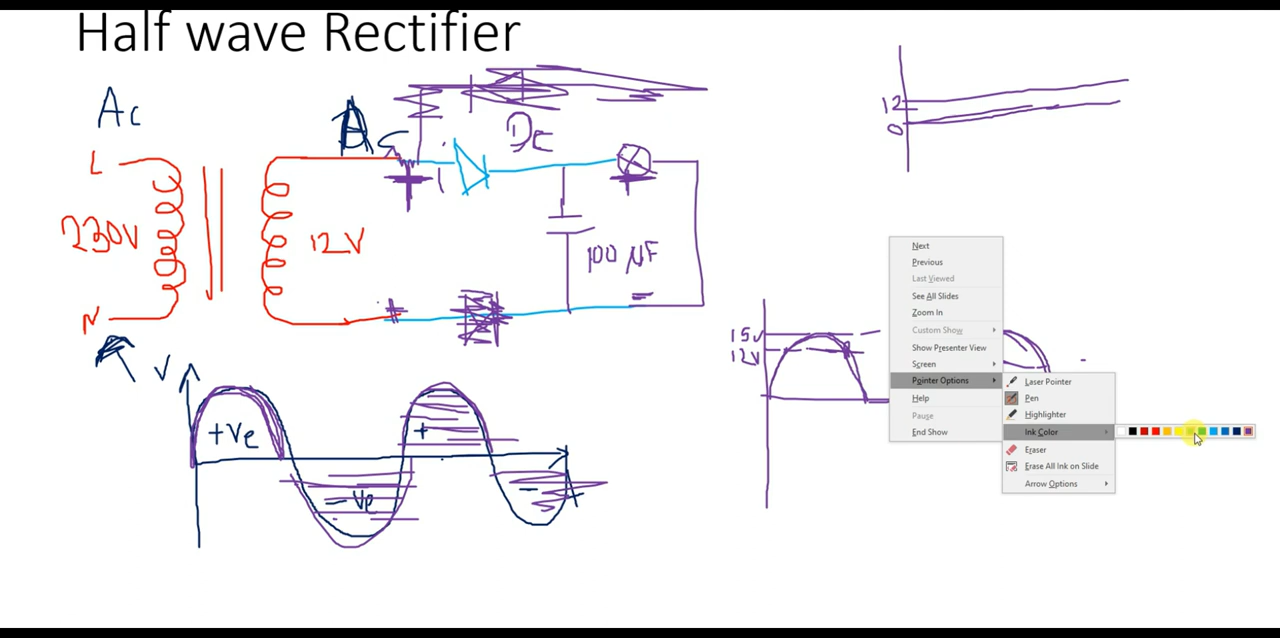 Half wave Rectifier
Ac
L
230V
N
12V
Dc
100 µF
V
+Ve
-Ve
+
-
12
0
15V
12V
Next
Previous
Last Viewed
See All Slides
Zoom In
Custom Show
Show Presenter View
Screen
Pointer Options
Help
Pause
End Show
Laser Pointer
Pen
Highlighter
Ink Color
Eraser
Erase All Ink on Slide
Arrow Options